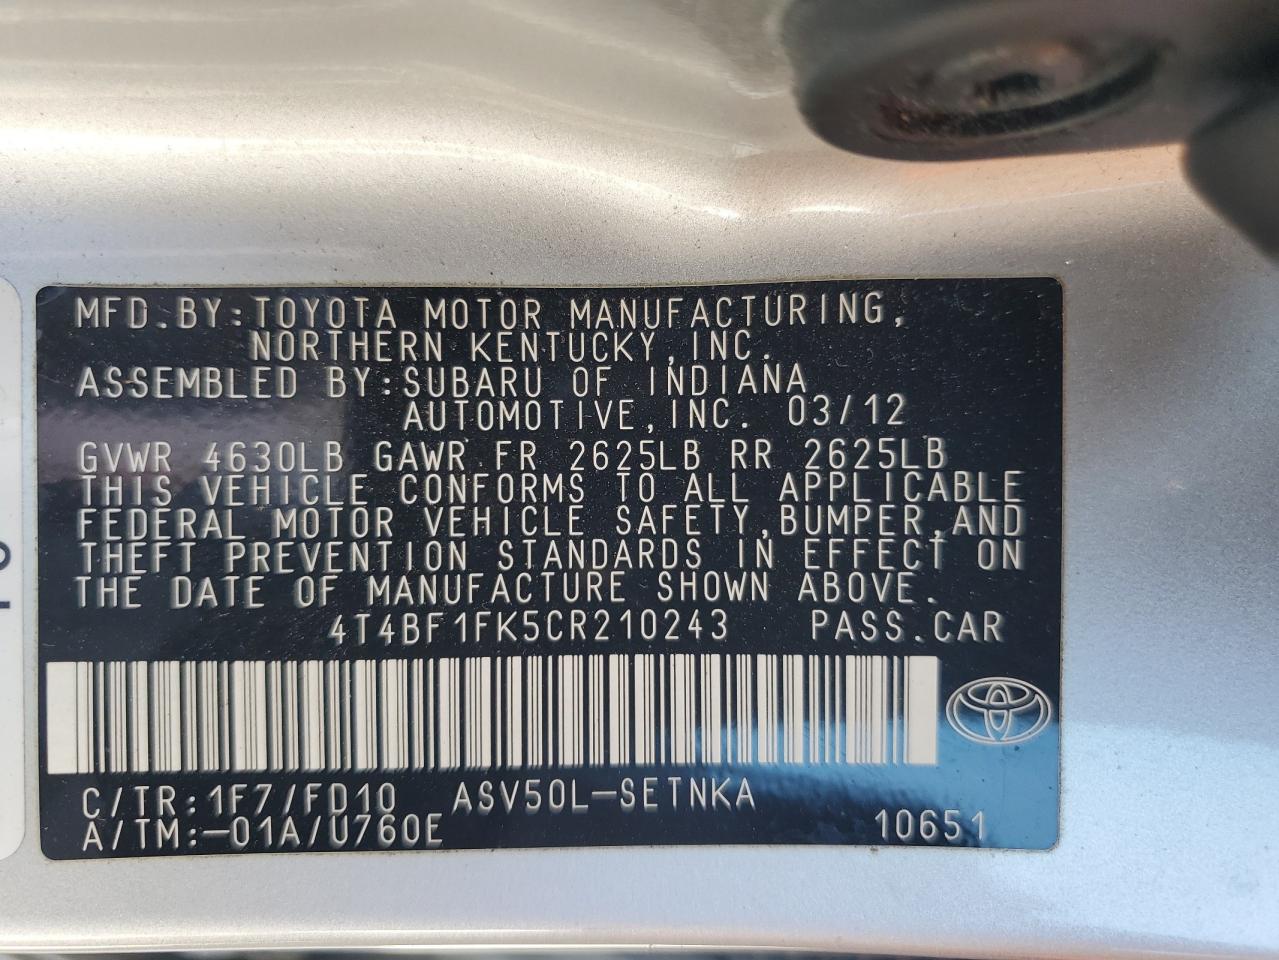 MFD.BY:TOYOTA MOTOR MANUFACTURING,
NORTHERN KENTUCKY,INC.
ASSEMBLED BY:SUBARU OF INDIANA
AUTOMOTIVE,INC. 03/12
GVWR 4630LB GAWR FR 2625LB RR 2625LB
THIS VEHICLE CONFORMS TO ALL APPLICABLE
FEDERAL MOTOR VEHICLE SAFETY,BUMPER,AND
THEFT PREVENTION STANDARDS IN EFFECT ON
THE DATE OF MANUFACTURE SHOWN ABOVE.
4T4BF1FK5CR210243 PASS.CAR
C/TR:1F7/FD10 ASV50L-SETNKA
A/TM:-01A/U760E 10651